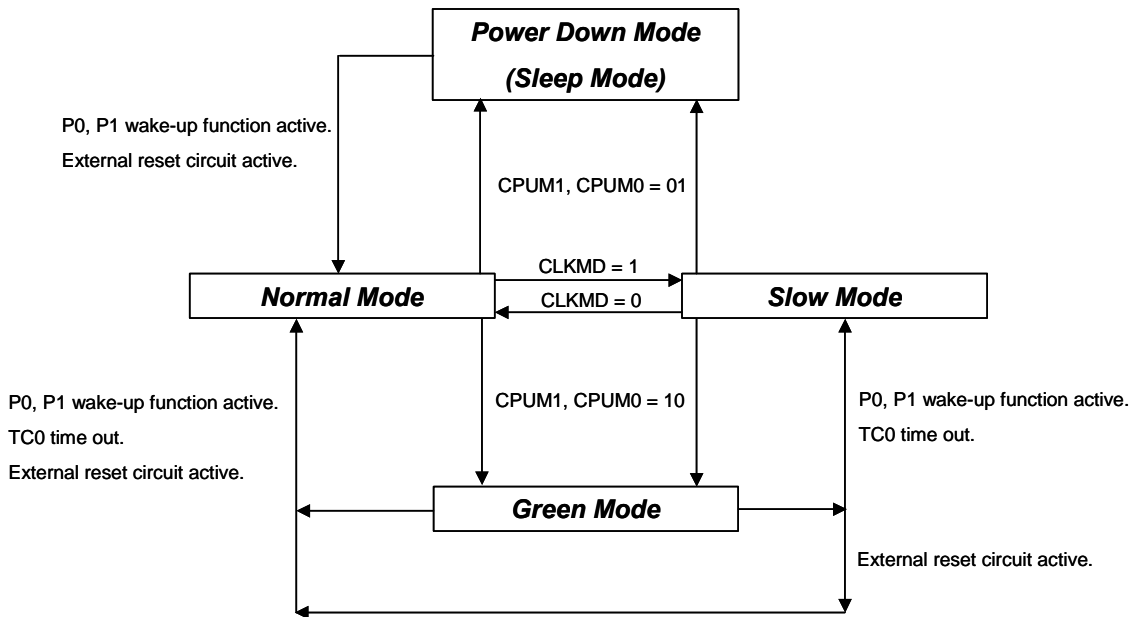 Power Down Mode
(Sleep Mode)
P0, P1 wake-up function active.
External reset circuit active.
CPUM1, CPUM0 = 01
CLKMD = 1
Normal Mode
Slow Mode
CLKMD = 0
P0, P1 wake-up function active.
TC0 time out.
External reset circuit active.
CPUM1, CPUM0 = 10
P0, P1 wake-up function active.
TC0 time out.
Green Mode
External reset circuit active.